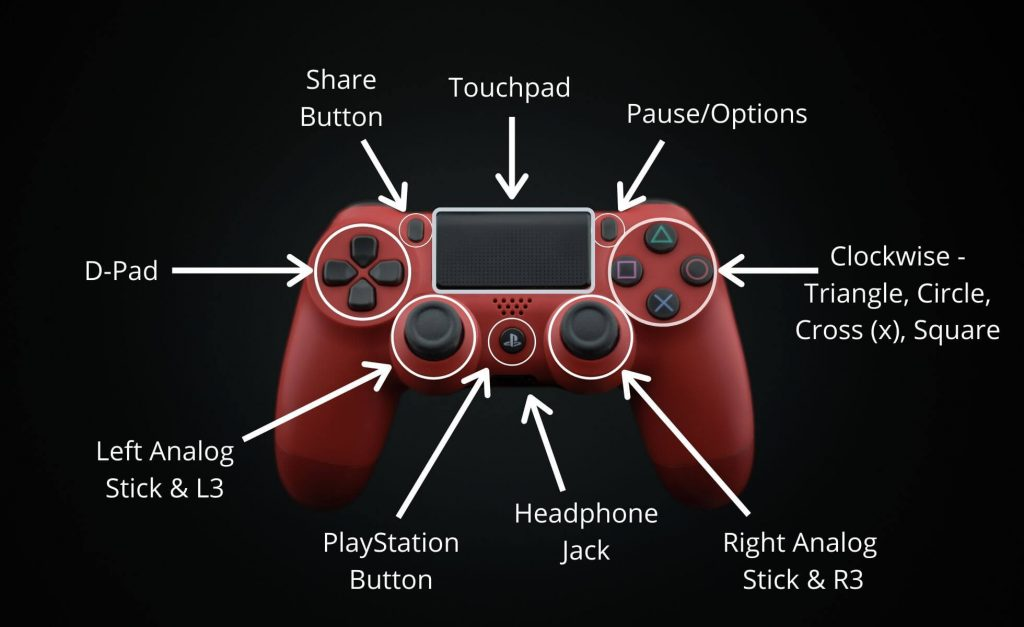 Share
Button
Touchpad
Pause/Options
D-Pad
Clockwise -
Triangle, Circle,
Cross (x), Square
Left Analog
Stick & L3
PlayStation
Button
Headphone
Jack
Right Analog
Stick & R3